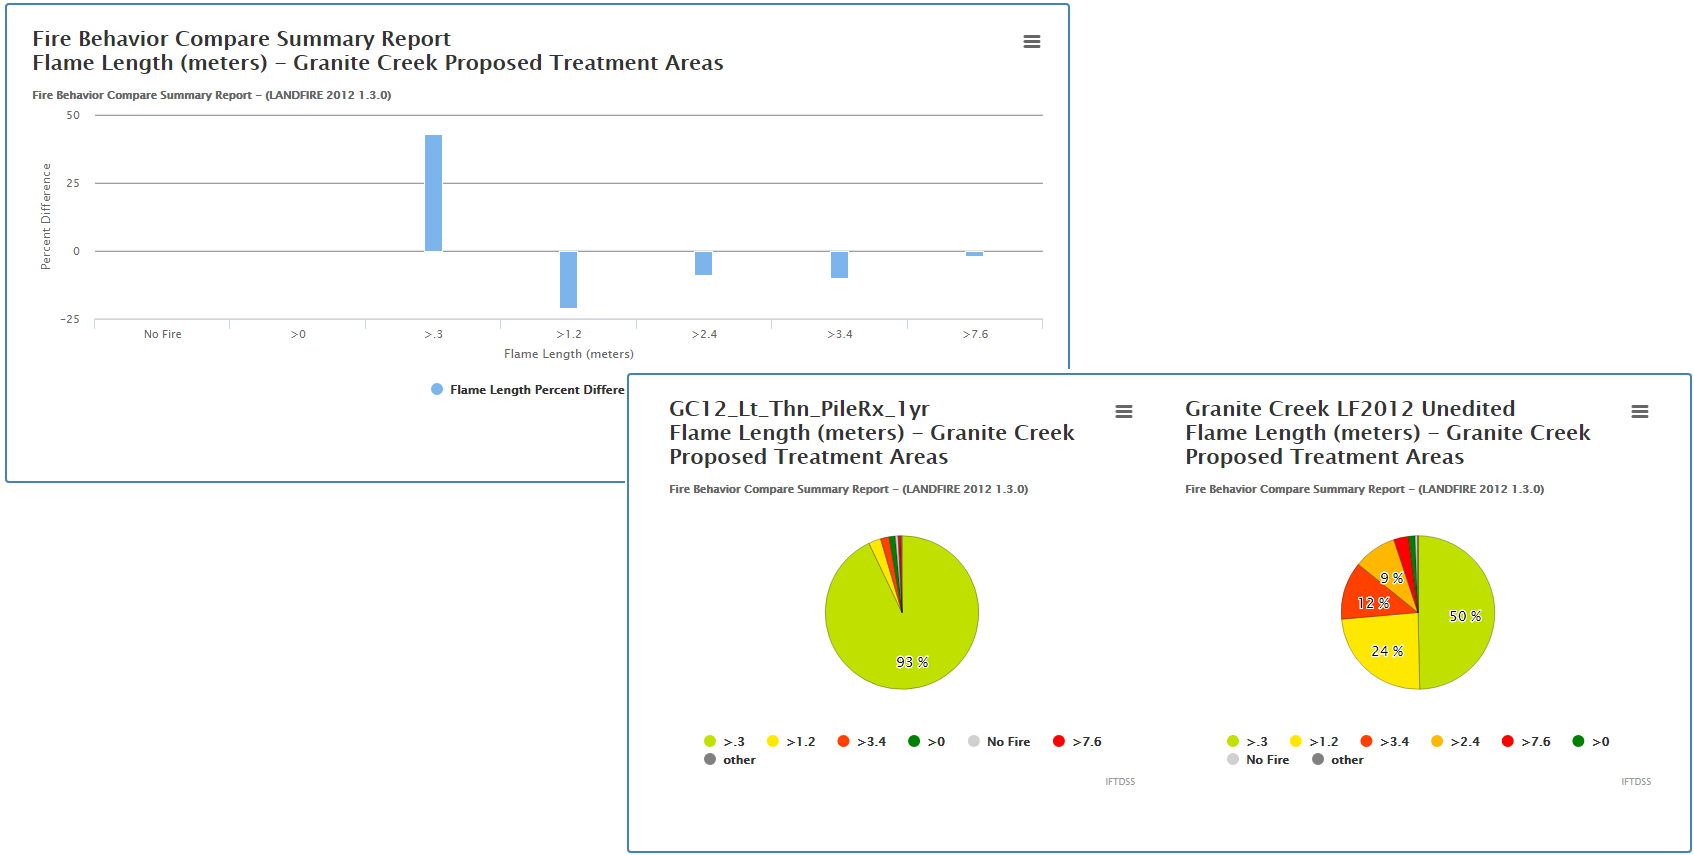 Fire Behavior Compare Summary Report
Flame Length (meters) – Granite Creek Proposed Treatment Areas
Fire Behavior Compare Summary Report – (LANDFIRE 2012 1.3.0)
Percent Difference
50
25
0
−25
No Fire >0 >.3 >1.2 >2.4 >3.4 >7.6
Flame Length (meters)
Flame Length Percent Differe
GC12_Lt_Thn_PileRx_1yr
Flame Length (meters) – Granite Creek
Proposed Treatment Areas
Fire Behavior Compare Summary Report – (LANDFIRE 2012 1.3.0)
93 %
>.3 >1.2 >3.4 >0 No Fire >7.6
other
IFTDSS
Granite Creek LF2012 Unedited
Flame Length (meters) – Granite Creek
Proposed Treatment Areas
Fire Behavior Compare Summary Report – (LANDFIRE 2012 1.3.0)
9 %
12 %
50 %
24 %
>.3 >1.2 >3.4 >2.4 >7.6 >0
No Fire other
IFTDSS